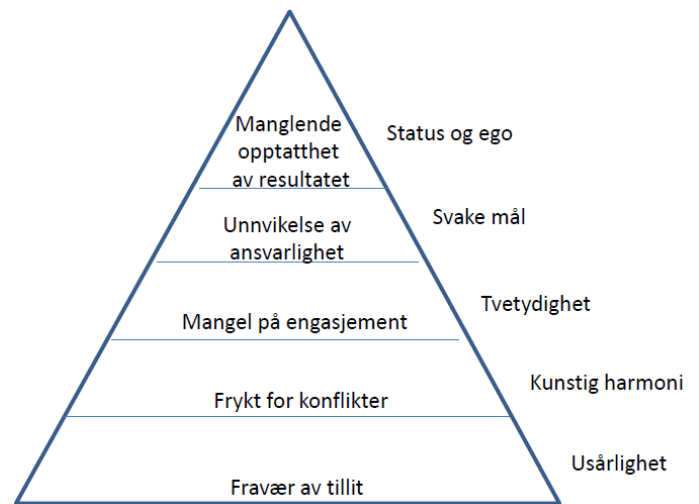 Manglende
opptatthet
av resultatet
Status og ego
Unnvikelse av
ansvarlighet
Svake mål
Mangel på engasjement
Tvetydighet
Frykt for konflikter
Kunstig harmoni
Fravær av tillit
Usårlighet